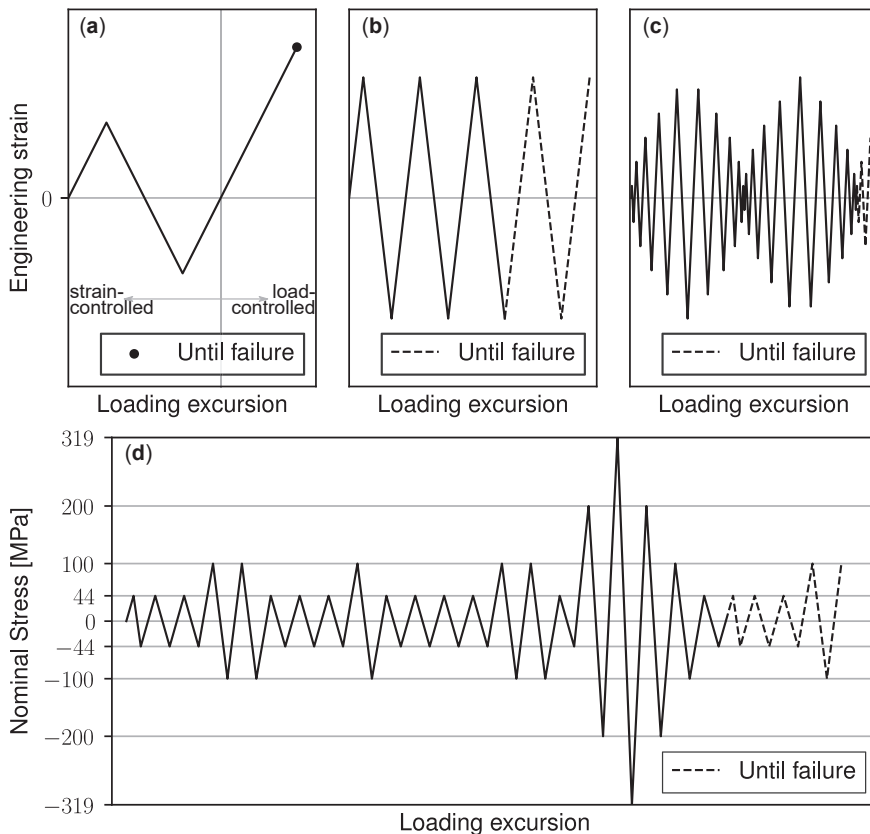 (a)
(b)
(c)
Engineering strain
0
strain-
controlled
load-
controlled
Until failure
Until failure
Until failure
Loading excursion
Loading excursion
Loading excursion
(d)
Nominal Stress [MPa]
319
200
100
44
0
−44
−100
−200
−319
Until failure
Loading excursion